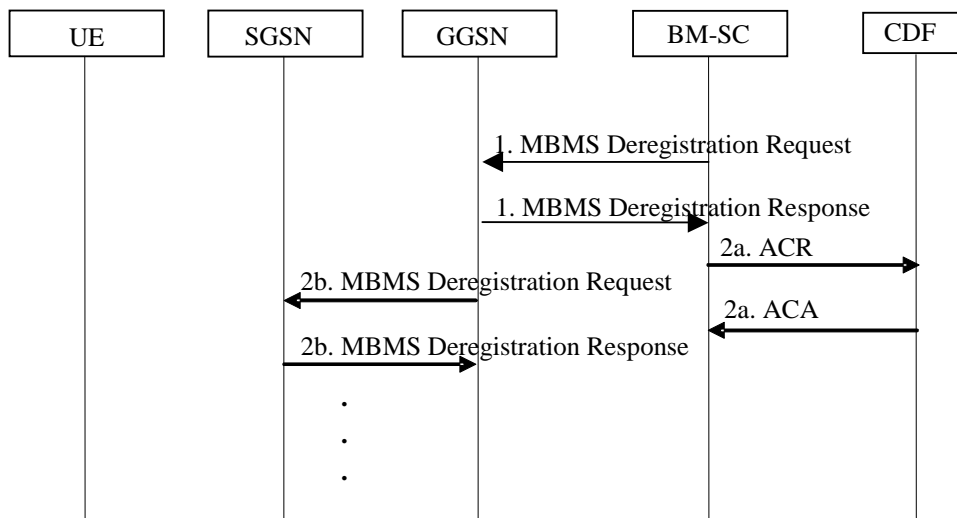 UE
SGSN
GGSN
BM-SC
CDF
1. MBMS Deregistration Request
1. MBMS Deregistration Response
2a. ACR
2b. MBMS Deregistration Request
2a. ACA
2b. MBMS Deregistration Response
.
.
.